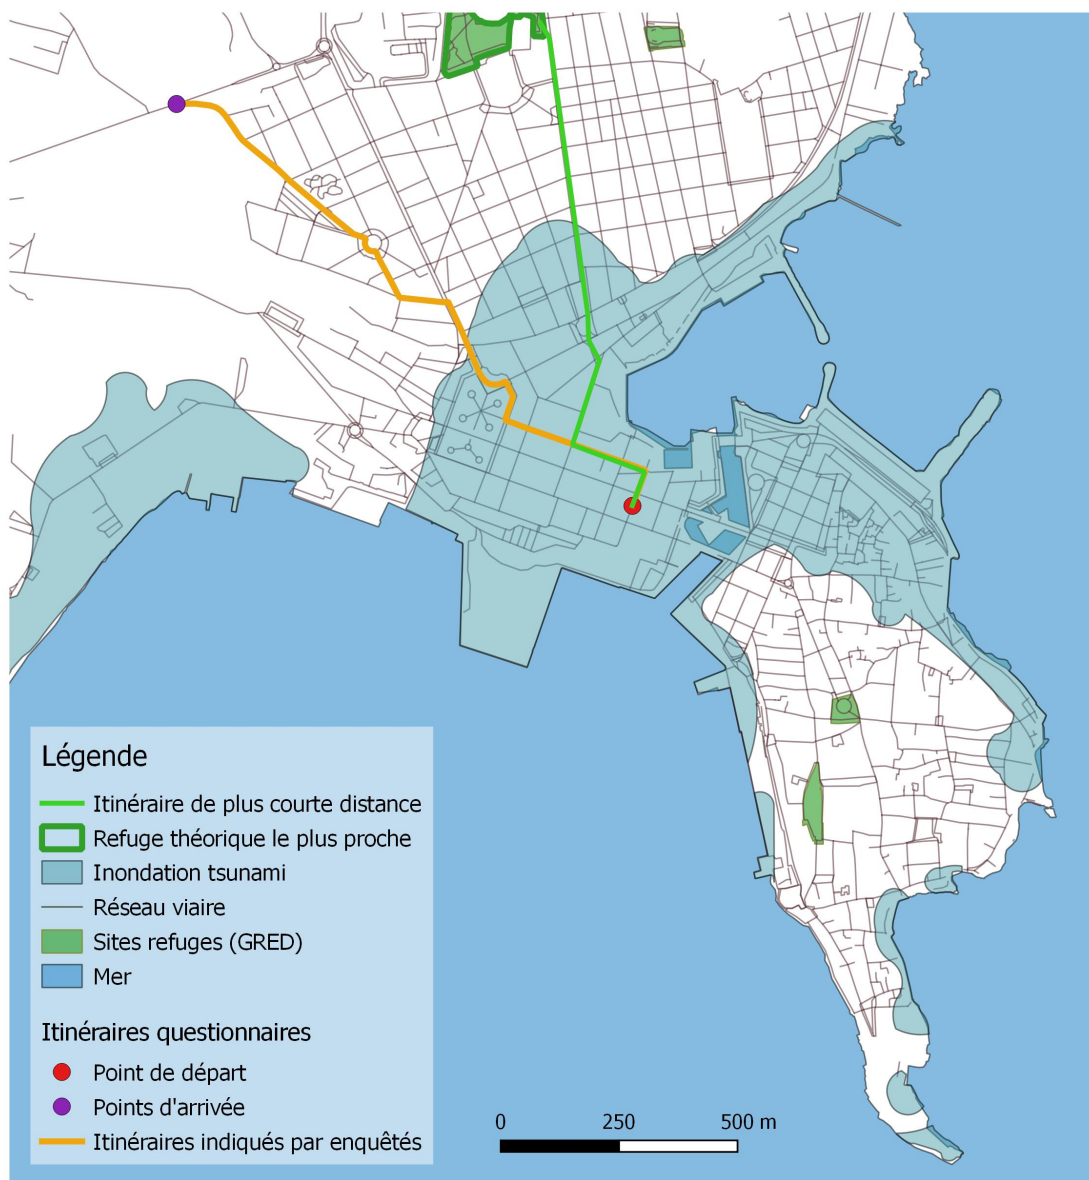 Légende
Itinéraire de plus courte distance
Refuge théorique le plus proche
Inondation tsunami
Réseau viaire
Sites refuges (GRED)
Mer
Itinéraires questionnaires
Point de départ
Points d'arrivée
Itinéraires indiqués par enquêtés
0 250 500 m